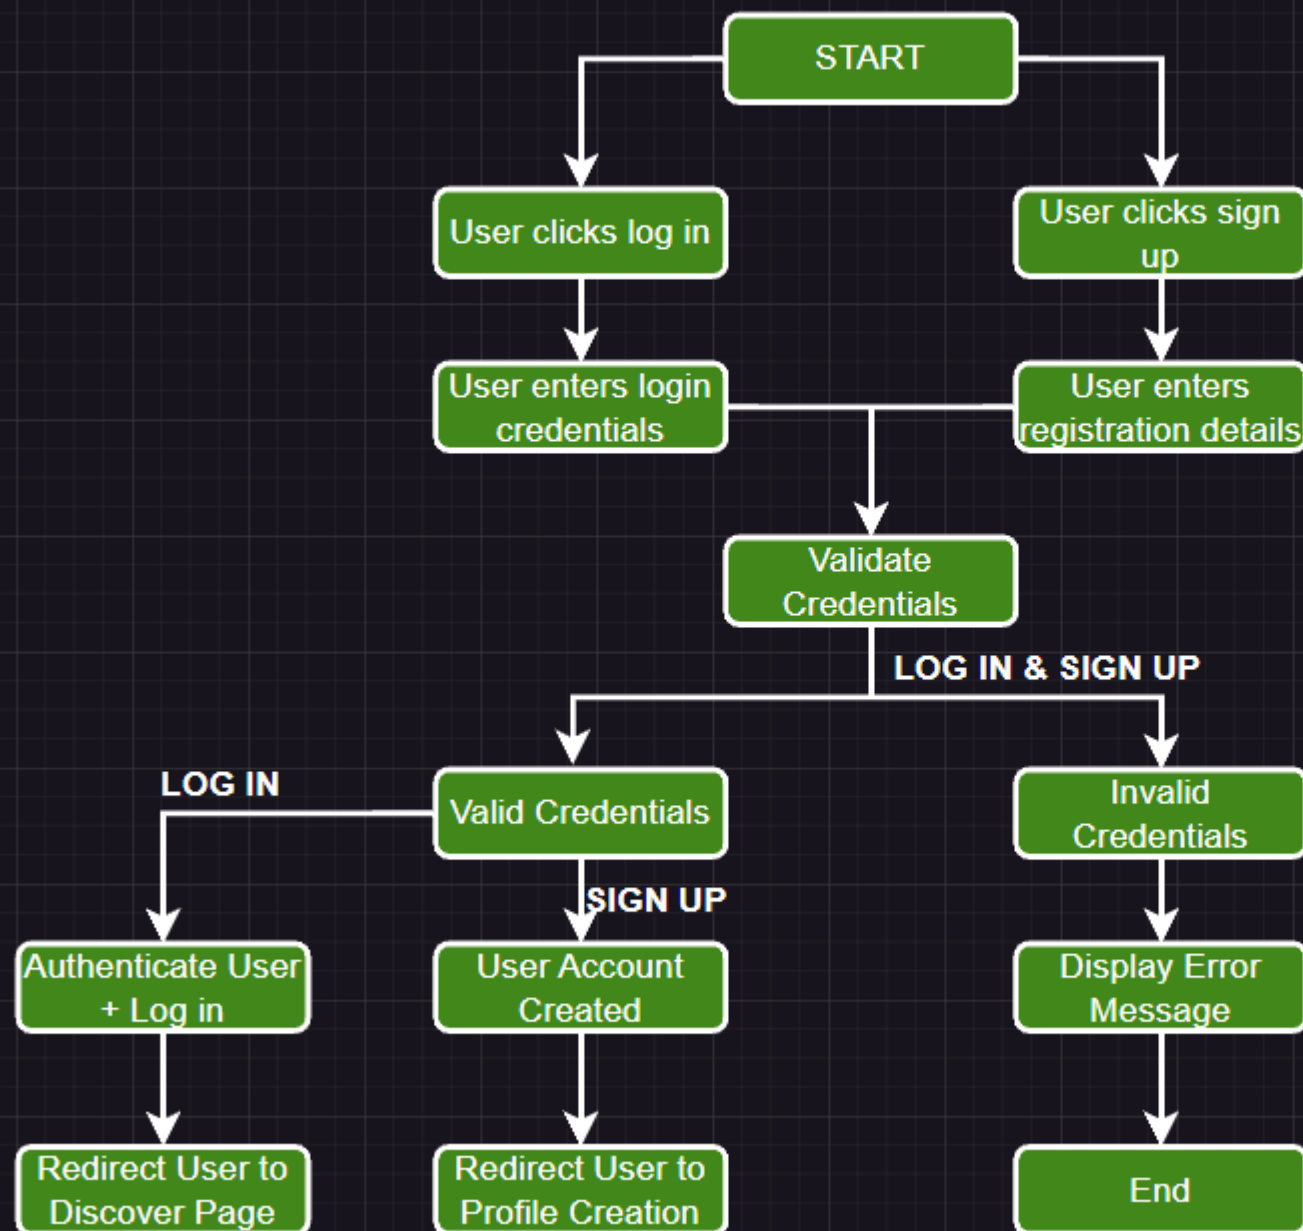 START
User clicks log in
User clicks sign
up
User enters login
credentials
User enters
registration details
Validate
Credentials
LOG IN & SIGN UP
LOG IN
Valid Credentials
Invalid
Credentials
SIGN UP
Authenticate User
+ Log in
User Account
Created
Display Error
Message
Redirect User to
Discover Page
Redirect User to
Profile Creation
End